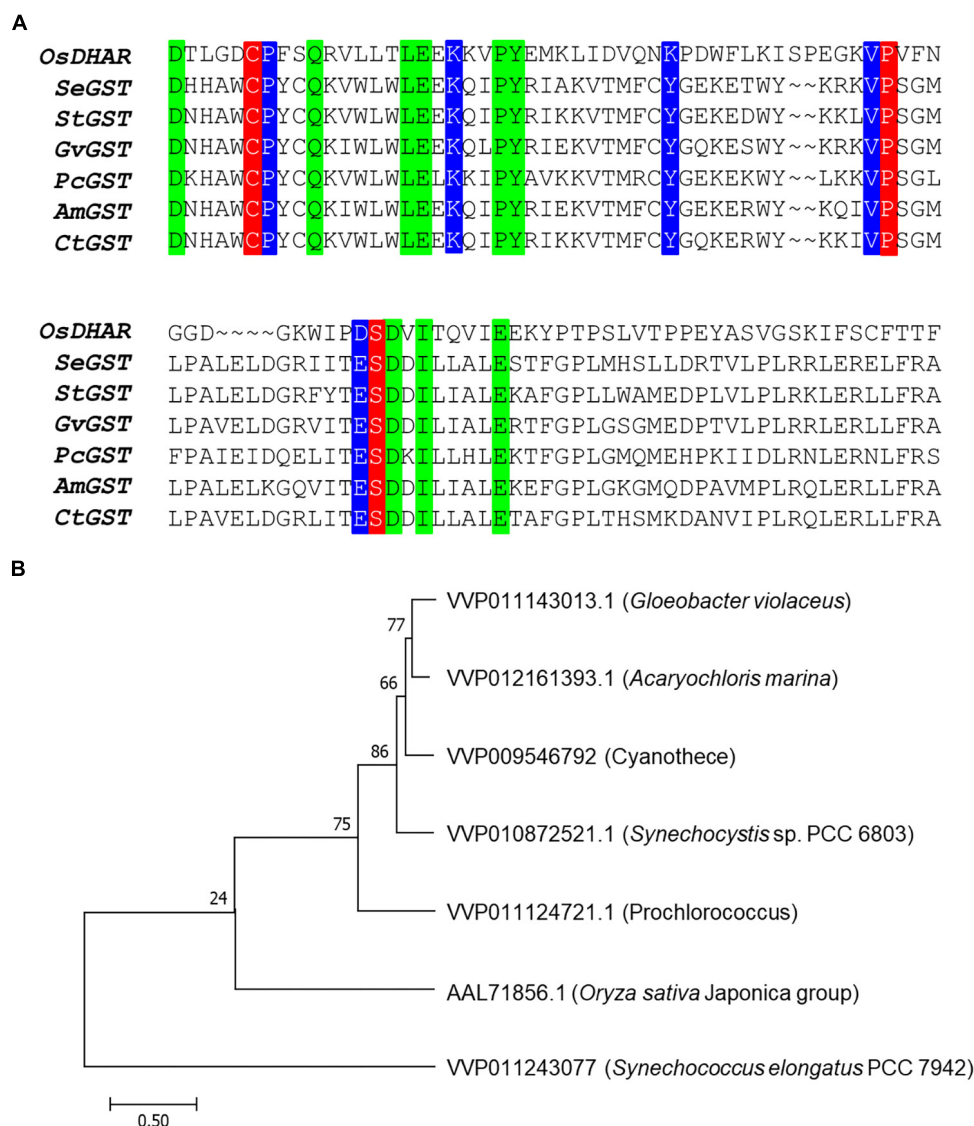 A
OsDHAR DTLGDCPFSQRVLLTLEEKKVPYEMKLIDVQNKPDWFLKISPEGKVPVFN
SeGST DHHAWCPYCQKVWLWLEEKQIPYRIAKVTMFCYGEKETWY~~KRKVPSGM
StGST DNHAWCPYCQKVWLWLEEKQIPYRIKKVTMFCYGEKEDWY~~KKLVPSGM
GvGST DNHAWCPYCQKIWLWLEEKQLPYRIEKVTMFCYGQKESWY~~KRKVPSGM
PcGST DKHAWCPYCQKVWLWLELKKIPYAVKKVTMRCYGEKEKWY~~LKKVPSGL
AmGST DNHAWCPYCQKIWLWLEEKQIPYRIEKVTMFCYGEKERWY~~KQIVPSGM
CtGST DNHAWCPYCQKVWLWLEEKQIPYRIKKVTMFCYGQKERWY~~KKIVPSGM
OsDHAR GGD~~~~GKWIPDSDVITQVIEEKYPTPSLVTPPEYASVGSKIFSCFTTF
SeGST LPALELDGRIITESDDILLALESTFGPLMHSLLDRTVLPLRRLERELFRA
StGST LPALELDGRFYTESDDILIALEKAFGPLLWAMEDPLVLPLRKLERLLFRA
GvGST LPAVELDGRVITESDDILIALERTFGPLGSGMEDPTVLPLRRLERLLFRA
PcGST FPAIEIDQELITESDKILLHLEKTFGPLGMQMEHPKIIDLRNLERNLFRS
AmGST LPALELKGQVITESDDILIALEKEFGPLGKGMQDPAVMPLRQLERLLFRA
CtGST LPAVELDGRLITESDDILLALETAFGPLTHSMKDANVIPLRQLERLLFRA
B
VVP011143013.1 (Gloeobacter violaceus)
77
VVP012161393.1 (Acaryochloris marina)
66
VVP009546792 (Cyanothece)
86
VVP010872521.1 (Synechocystis sp. PCC 6803)
75
VVP011124721.1 (Prochlorococcus)
24
AAL71856.1 (Oryza sativa Japonica group)
VVP011243077 (Synechococcus elongatus PCC 7942)
0.50